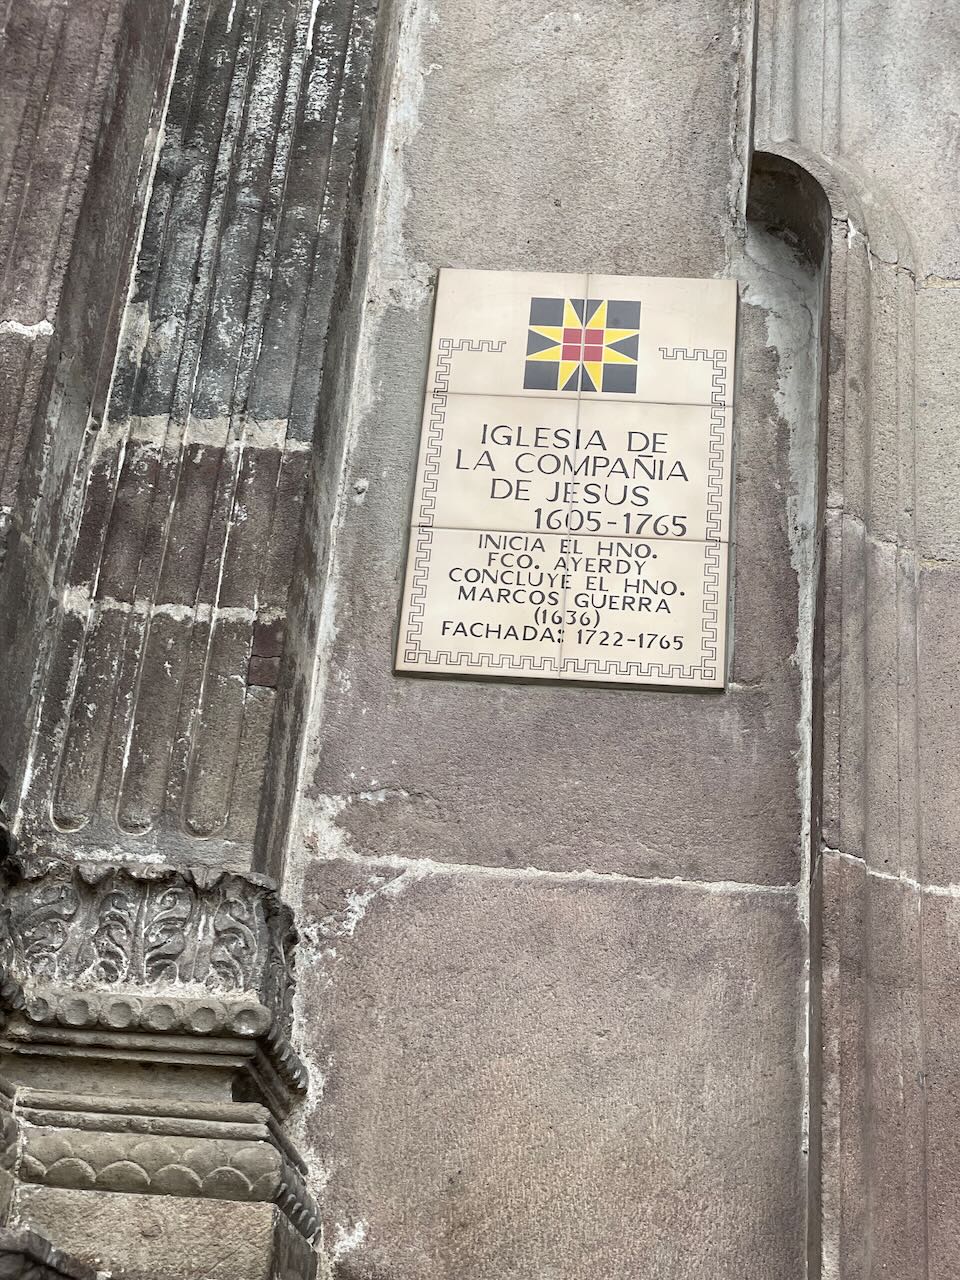 IGLESIA DE
LA COMPAÑIA
DE JESUS
1605-1765
INICIA EL HNO.
FCO. AYERDY
CONCLUYE EL HNO.
MARCOS GUERRA
(1636)
FACHADA: 1722-1765